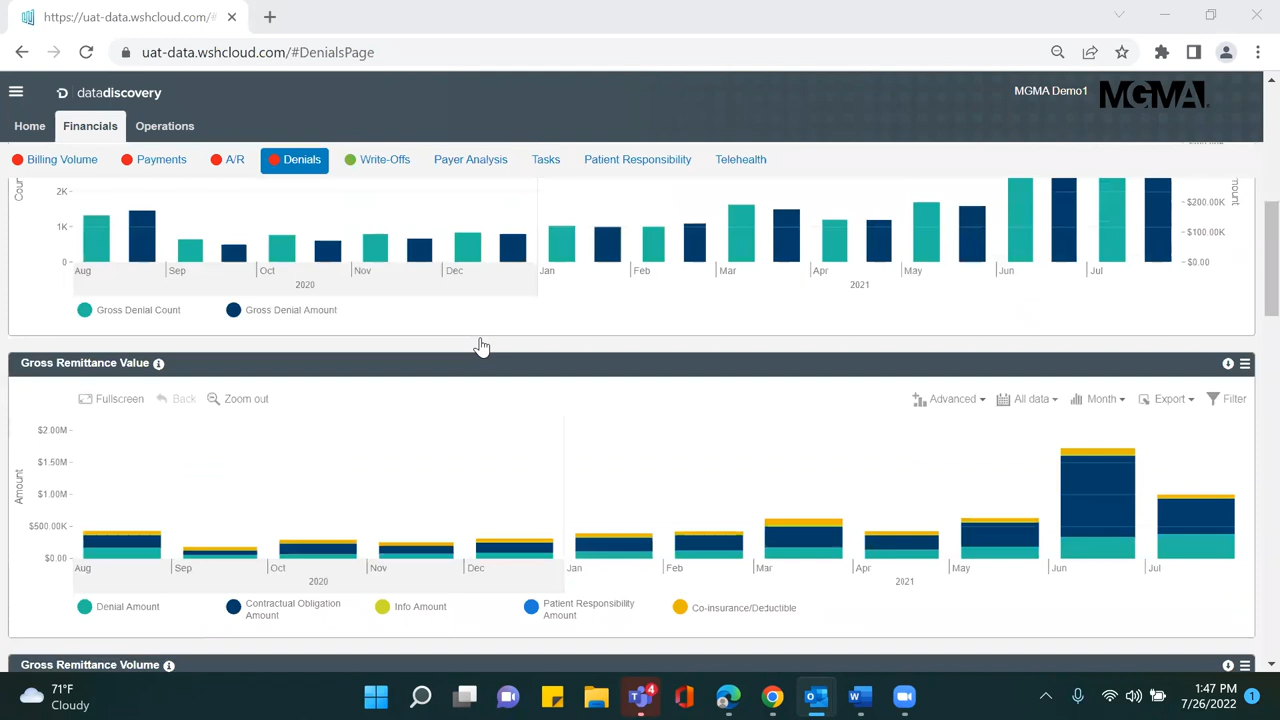 https://uat-data.wshcloud.com/#
uat-data.wshcloud.com/#DenialsPage
datadiscovery
MGMA Demo1
MGMA
Home Financials Operations
Billing Volume Payments A/R Denials Write-Offs Payer Analysis Tasks Patient Responsibility Telehealth
2K
1K
0
$200.00K
$100.00K
$0.00
Aug Sep Oct Nov Dec Jan Feb Mar Apr May Jun Jul
2020 2021
Gross Denial Count Gross Denial Amount
Gross Remittance Value
Fullscreen Back Zoom out Advanced All data Month Export Filter
Amount
$2.00M
$1.50M
$1.00M
$500.00K
$0.00
Aug Sep Oct Nov Dec Jan Feb Mar Apr May Jun Jul
2020 2021
Denial Amount Contractual Obligation Amount Info Amount Patient Responsibility Amount Co-insurance/Deductible
Gross Remittance Volume
71°F
Cloudy
4
1:47 PM
7/26/2022
1